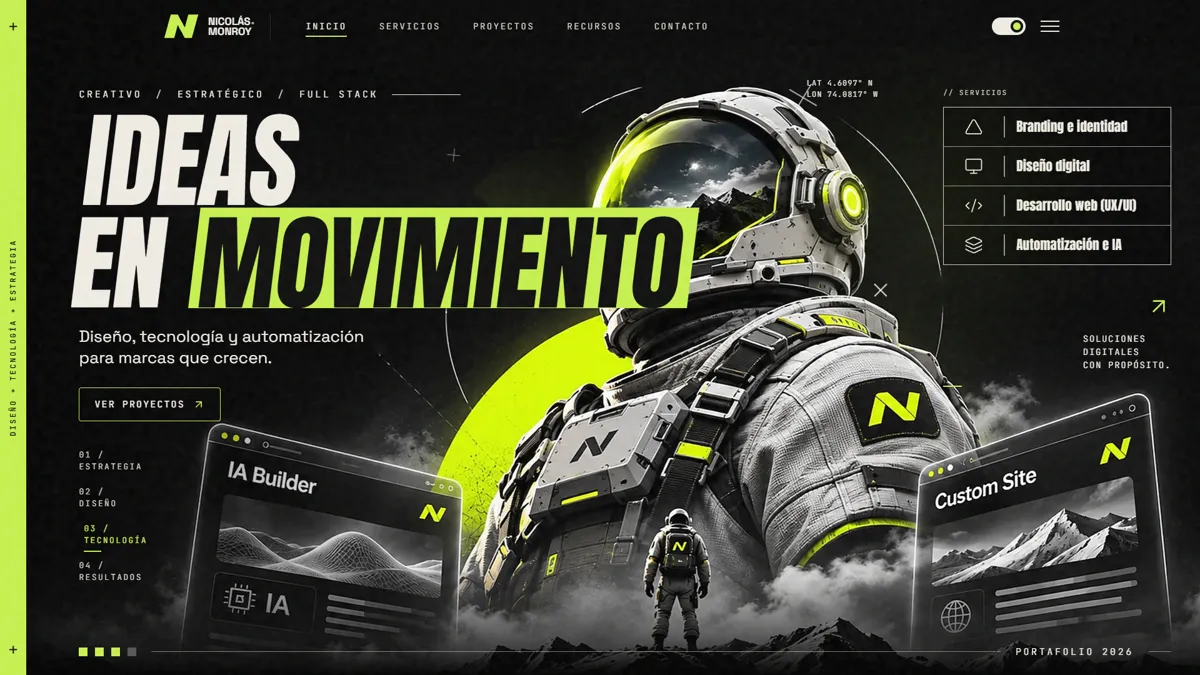 NICOLÁS
MONROY
INICIO
SERVICIOS
PROYECTOS
RECURSOS
CONTACTO
DISEÑO + TECNOLOGÍA + ESTRATEGIA
CREATIVO / ESTRATÉGICO / FULL STACK
IDEAS
EN MOVIMIENTO
Diseño, tecnología y automatización
para marcas que crecen.
VER PROYECTOS
01 /
ESTRATEGIA
02 /
DISEÑO
03 /
TECNOLOGÍA
04 /
RESULTADOS
LAT 4.6097° N
LON 74.0817° W
// SERVICIOS
Branding e identidad
Diseño digital
Desarrollo web (UX/UI)
Automatización e IA
SOLUCIONES
DIGITALES
CON PROPÓSITO.
IA Builder
IA
N
N
N
N
N
Custom Site
PORTAFOLIO 2026